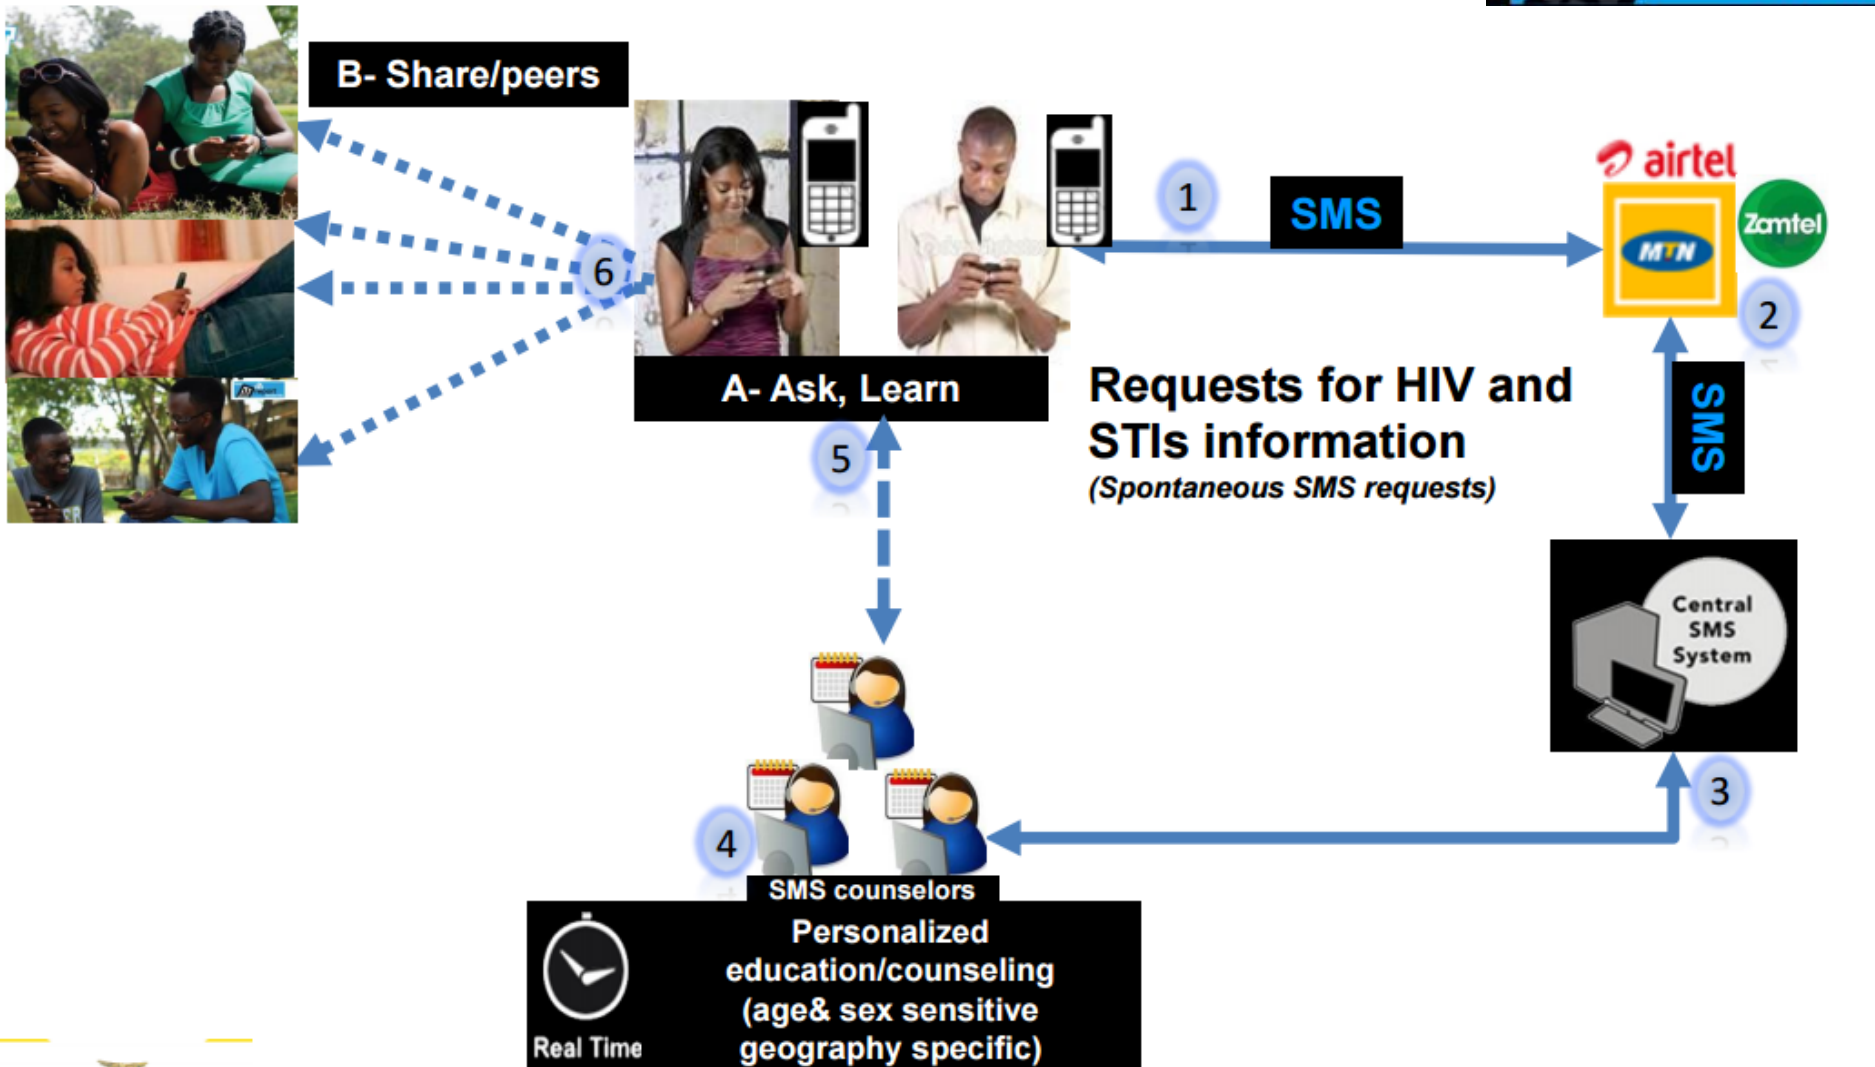 B- Share/peers
1
SMS
airtel
MTN
Zamtel
2
6
A- Ask, Learn
5
Requests for HIV and
STIs information
(Spontaneous SMS requests)
SMS
Central
SMS
System
3
4
SMS counselors
Real Time
Personalized
education/counseling
(age& sex sensitive
geography specific)